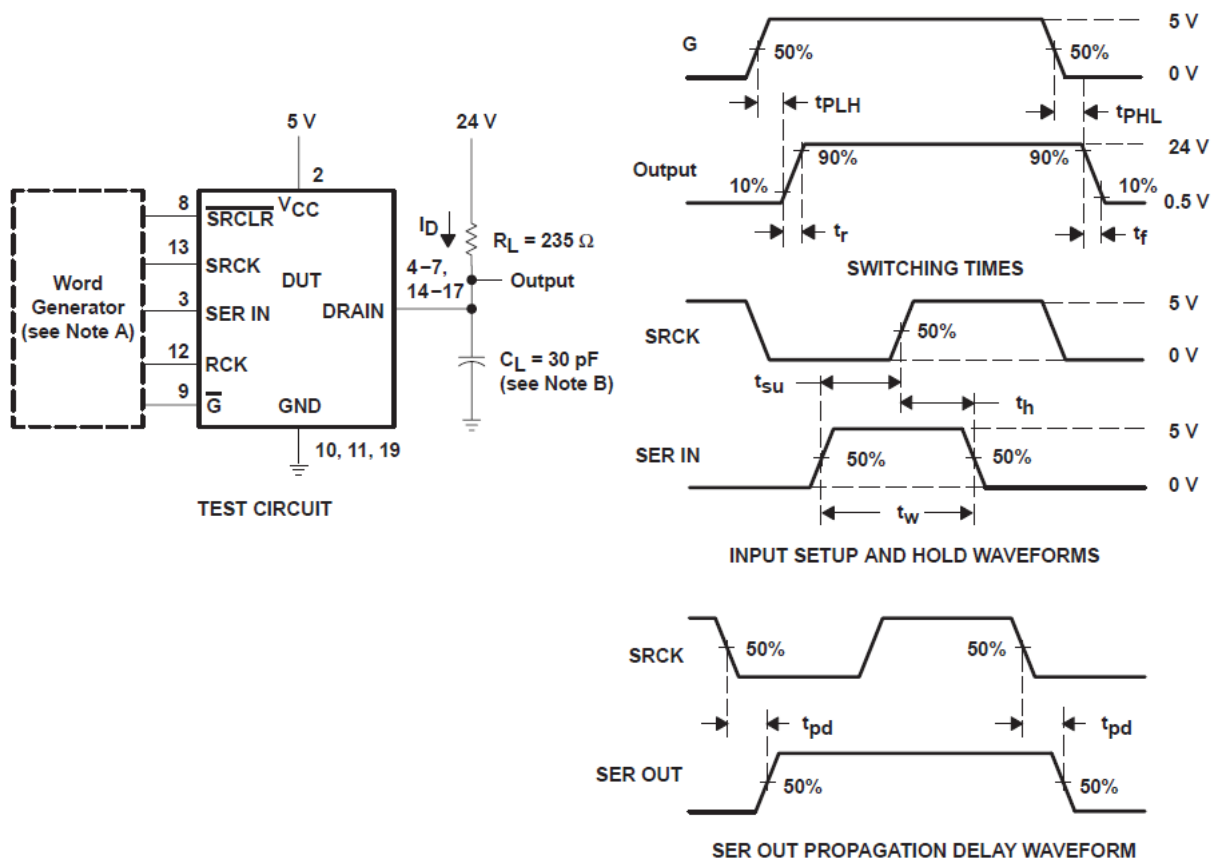 5 V
24 V
2
8
SRCLR
VCC
13
SRCK
DUT
3
SER IN
DRAIN
12
RCK
9
G
GND
10, 11, 19
Word
Generator
(see Note A)
ID
RL = 235 Ω
4−7,
14−17
Output
CL = 30 pF
(see Note B)
TEST CIRCUIT
G
50%
50%
5 V
0 V
tPLH
tPHL
Output
10%
90%
90%
10%
24 V
0.5 V
tr
tf
SWITCHING TIMES
SRCK
50%
5 V
0 V
tsu
th
SER IN
50%
50%
5 V
0 V
tw
INPUT SETUP AND HOLD WAVEFORMS
SRCK
50%
50%
tpd
tpd
SER OUT
50%
50%
SER OUT PROPAGATION DELAY WAVEFORM